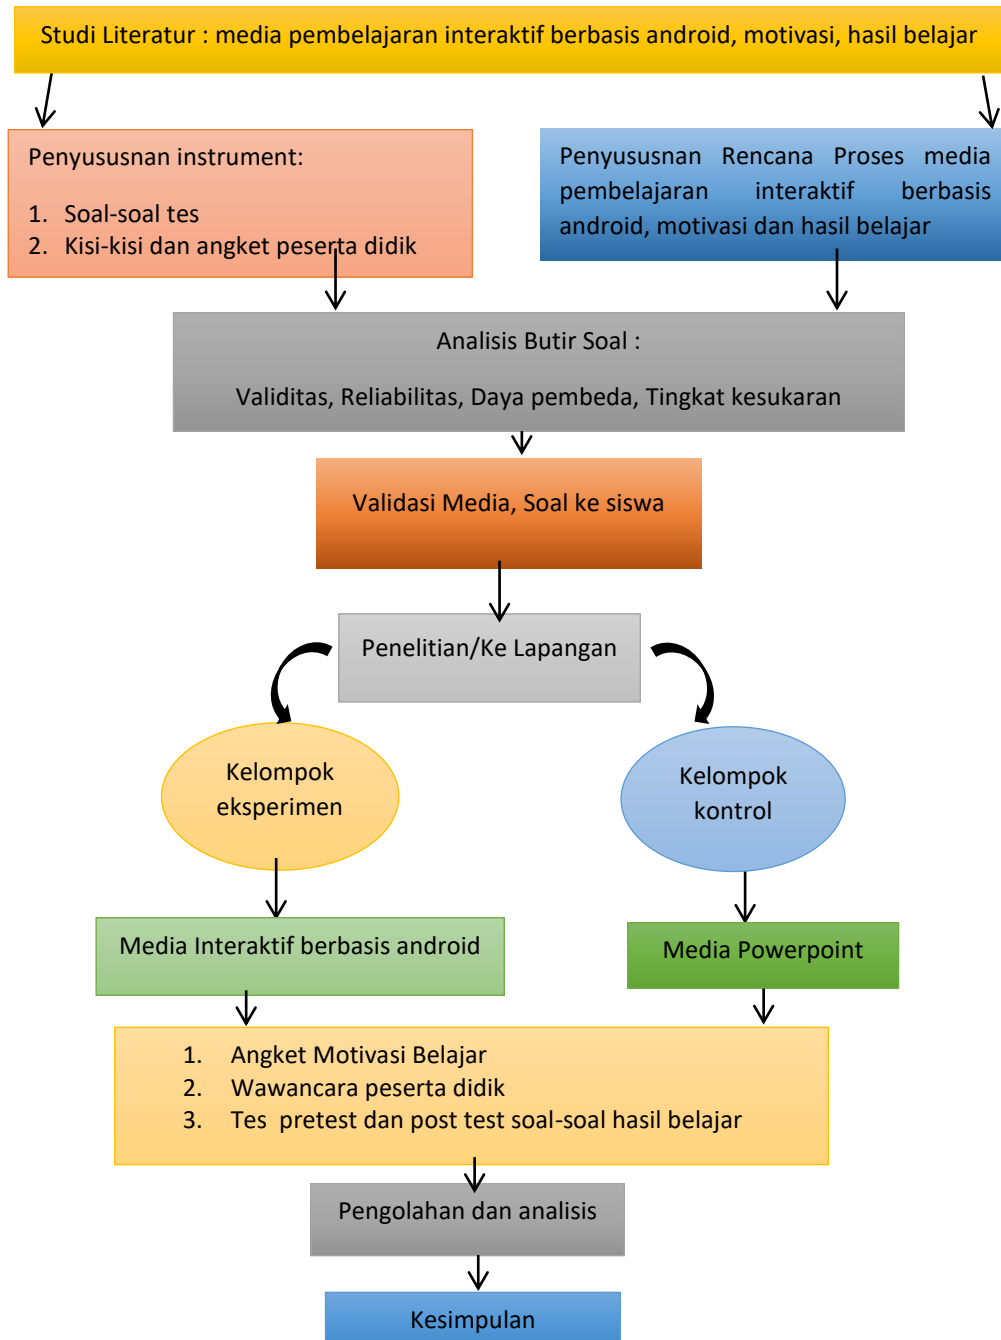 Studi Literatur : media pembelajaran interaktif berbasis android, motivasi, hasil belajar
Penyususnan instrument:
1. Soal-soal tes
2. Kisi-kisi dan angket peserta didik
Penyususnan Rencana Proses media
pembelajaran interaktif berbasis
android, motivasi dan hasil belajar
Analisis Butir Soal :
Validitas, Reliabilitas, Daya pembeda, Tingkat kesukaran
Validasi Media, Soal ke siswa
Penelitian/Ke Lapangan
Kelompok
eksperimen
Kelompok
kontrol
Media Interaktif berbasis android
Media Powerpoint
1. Angket Motivasi Belajar
2. Wawancara peserta didik
3. Tes pretest dan post test soal-soal hasil belajar
Pengolahan dan analisis
Kesimpulan